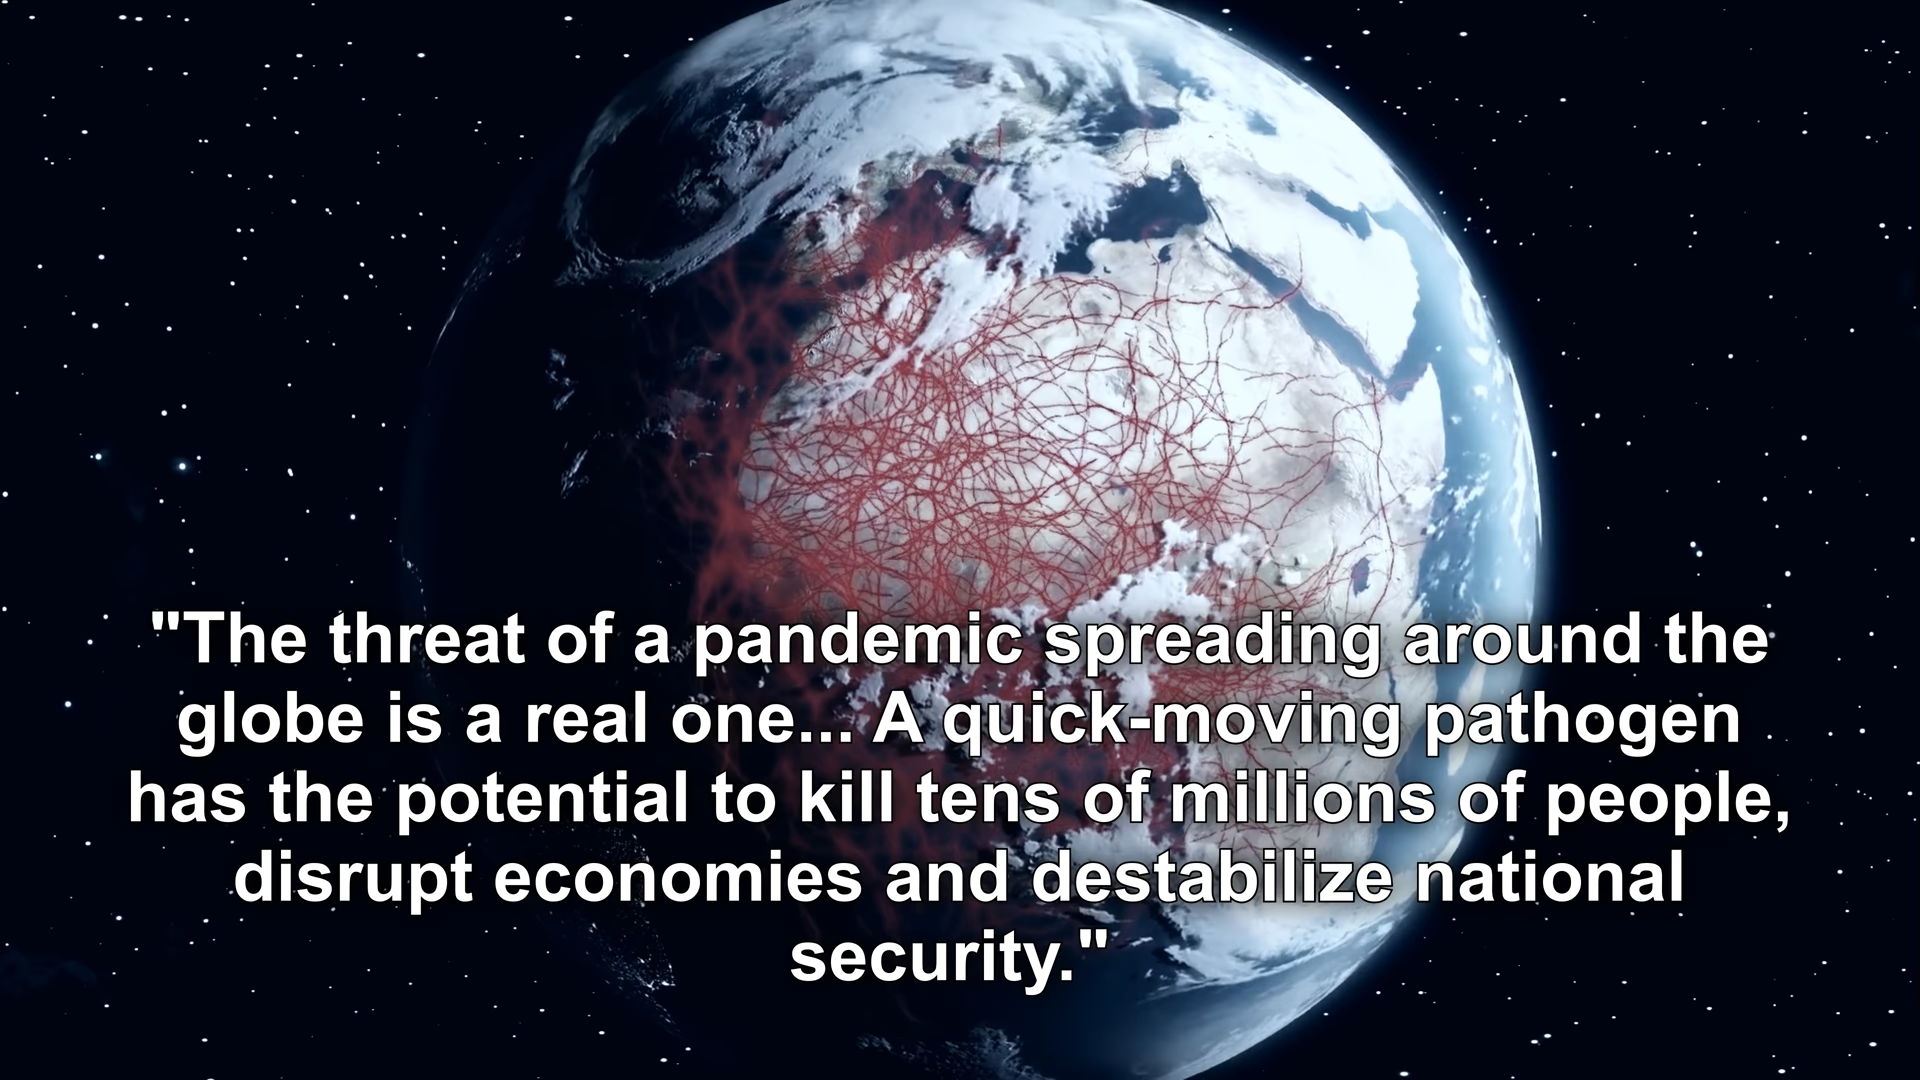 "The threat of a pandemic spreading around the
globe is a real one... A quick-moving pathogen
has the potential to kill tens of millions of people,
disrupt economies and destabilize national
security."